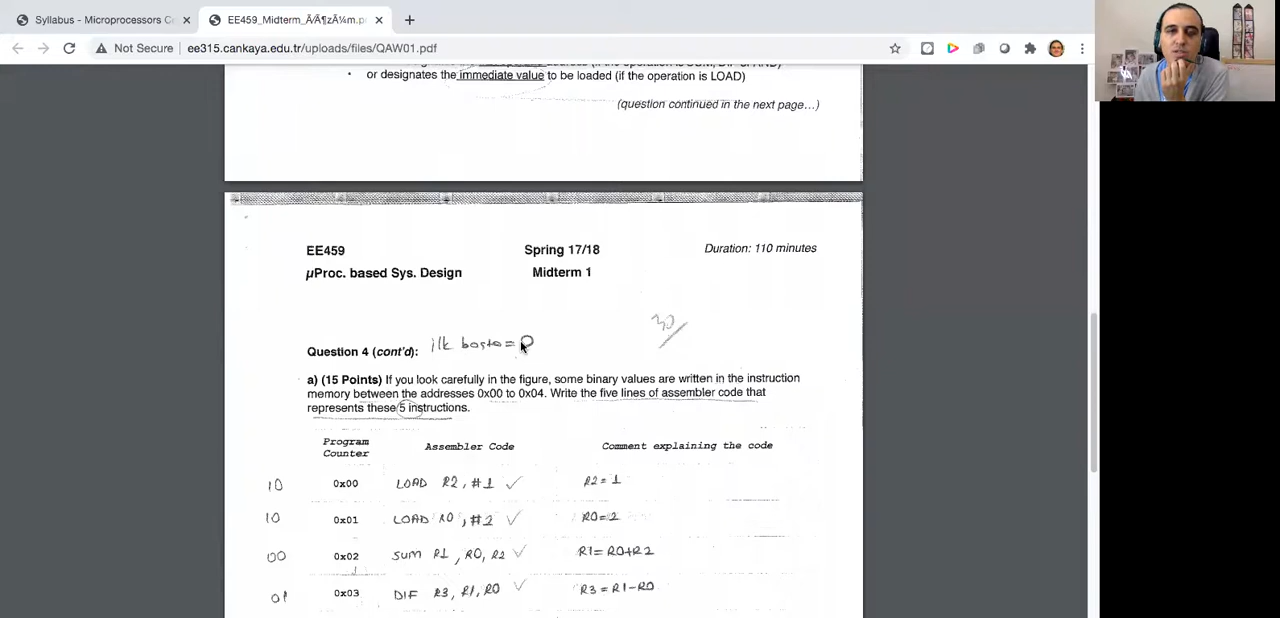 Syllabus - Microprocessors C
EE459_Midterm_Ã/Ã¶zÃ¼m.p
Not Secure
ee315.cankaya.edu.tr/uploads/files/QAW01.pdf
• or designates the immediate value to be loaded (if the operation is LOAD)
(question continued in the next page...)
EE459 Spring 17/18 Duration: 110 minutes
µProc. based Sys. Design Midterm 1
30
Question 4 (cont'd): ilk başta =
a) (15 Points) If you look carefully in the figure, some binary values are written in the instruction
memory between the addresses 0x00 to 0x04. Write the five lines of assembler code that
represents these 5 instructions.
Program
Counter
Assembler Code
Comment explaining the code
10 0x00 LOAD R2, #1 ✓ R2=1
10 0x01 LOAD R0, #2 ✓ R0=2
00 0x02 SUM R1, R0, R2 ✓ R1=R0+R2
01 0x03 DIF R3, R1, R0 ✓ R3=R1-R0